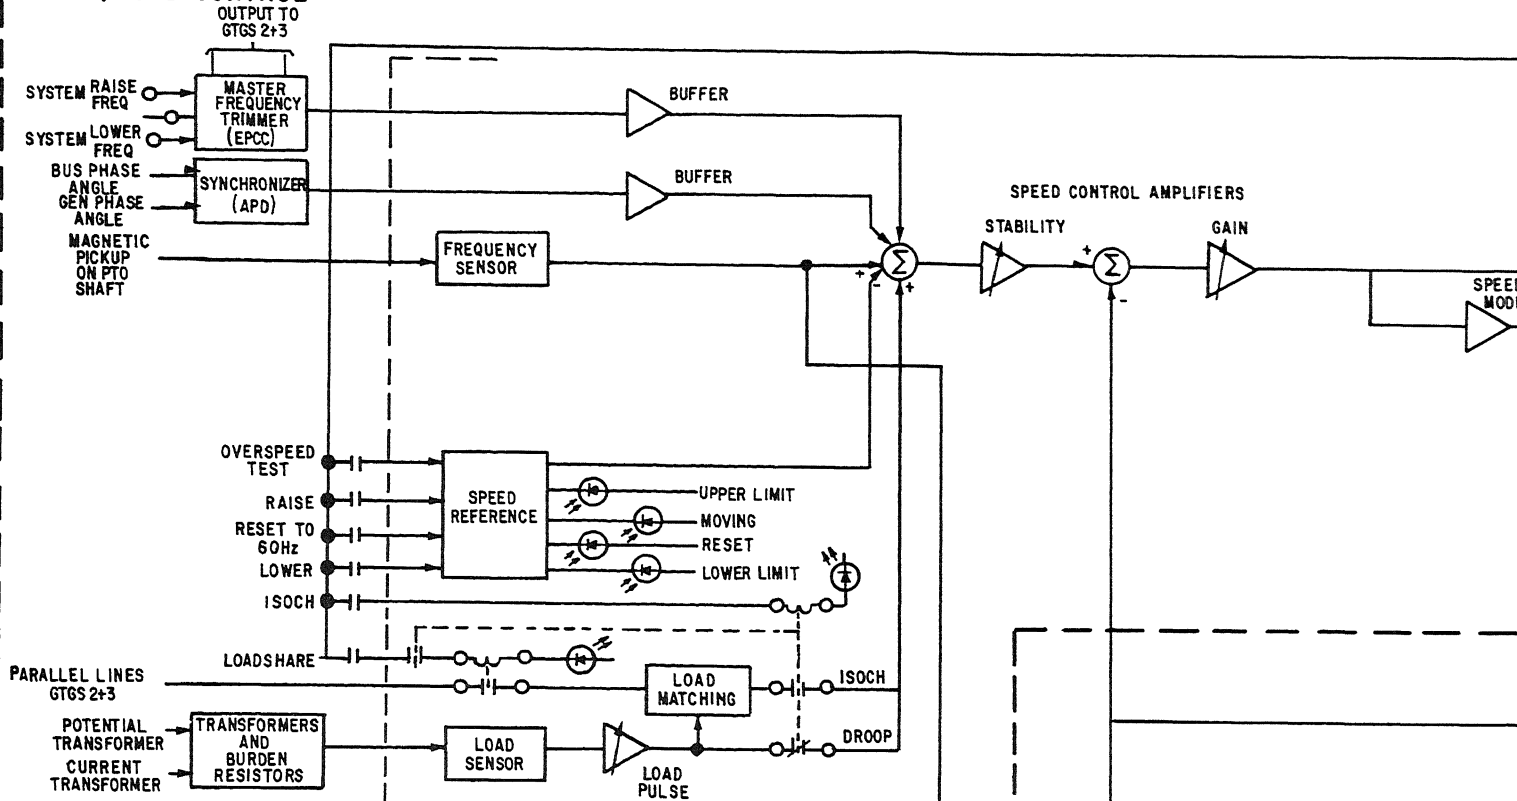 OUTPUT TO
GTGS 2+3
SYSTEM RAISE
FREQ
SYSTEM LOWER
FREQ
MASTER
FREQUENCY
TRIMMER
(EPCC)
BUFFER
BUS PHASE
ANGLE
GEN PHASE
ANGLE
SYNCHRONIZER
(APD)
BUFFER
MAGNETIC
PICKUP
ON PTO
SHAFT
FREQUENCY
SENSOR
+
-
+
Σ
SPEED CONTROL AMPLIFIERS
STABILITY
+
Σ
-
GAIN
SPEED
OVERSPEED
TEST
RAISE
RESET TO
60Hz
LOWER
ISOCH
LOADSHARE
SPEED
REFERENCE
UPPER LIMIT
MOVING
RESET
LOWER LIMIT
PARALLEL LINES
GTGS 2+3
LOAD
MATCHING
ISOCH
POTENTIAL
TRANSFORMER
CURRENT
TRANSFORMER
TRANSFORMERS
AND
BURDEN
RESISTORS
LOAD
SENSOR
LOAD
PULSE
DROOP